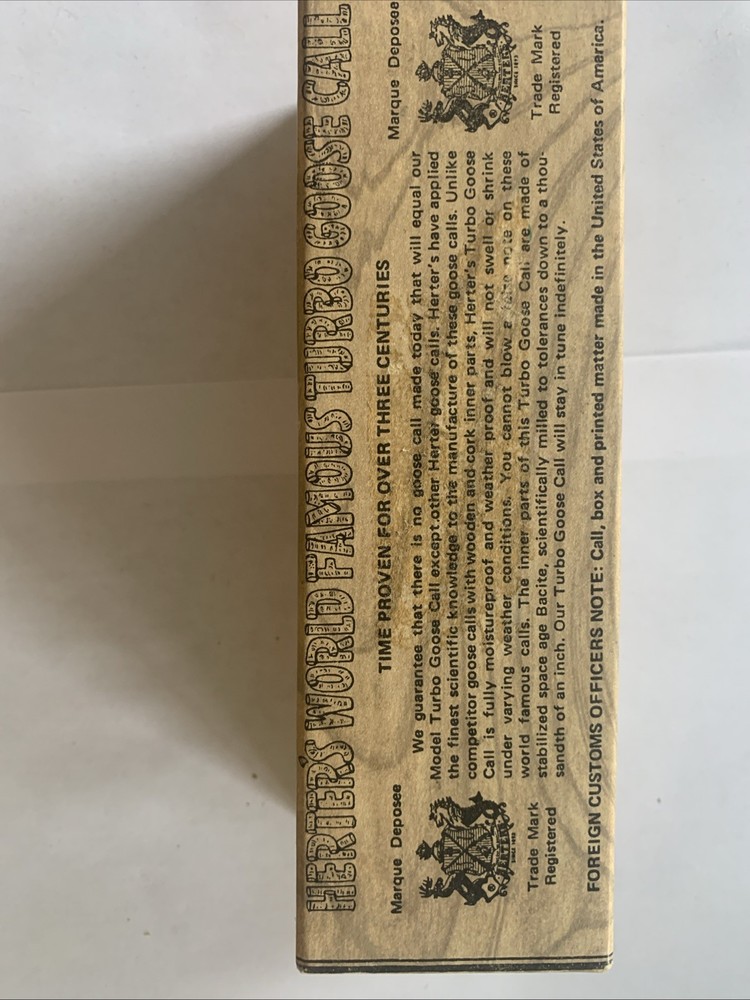 HERTER'S WORLD FAMOUS TURBO GOOSE CALL
TIME PROVEN FOR OVER THREE CENTURIES
Marque Deposee
HERTER'S
SINCE 1893
Trade Mark
Registered
We guarantee that there is no goose call made today that will equal our
Model Turbo Goose Call except other Herter goose calls. Herter's have applied
the finest scientific knowledge to the manufacture of these goose calls. Unlike
competitor goose calls with wooden and cork inner parts, Herter's Turbo Goose
Call is fully moistureproof and weather proof and will not swell or shrink
under varying weather conditions. You cannot blow a false note on these
world famous calls. The inner parts of this Turbo Goose Call are made of
stabilized space age Bacite, scientifically milled to tolerances down to a thou-
sandth of an inch. Our Turbo Goose Call will stay in tune indefinitely.
Marque Deposee
HERTER'S
SINCE 1893
Trade Mark
Registered
FOREIGN CUSTOMS OFFICERS NOTE: Call, box and printed matter made in the United States of America.